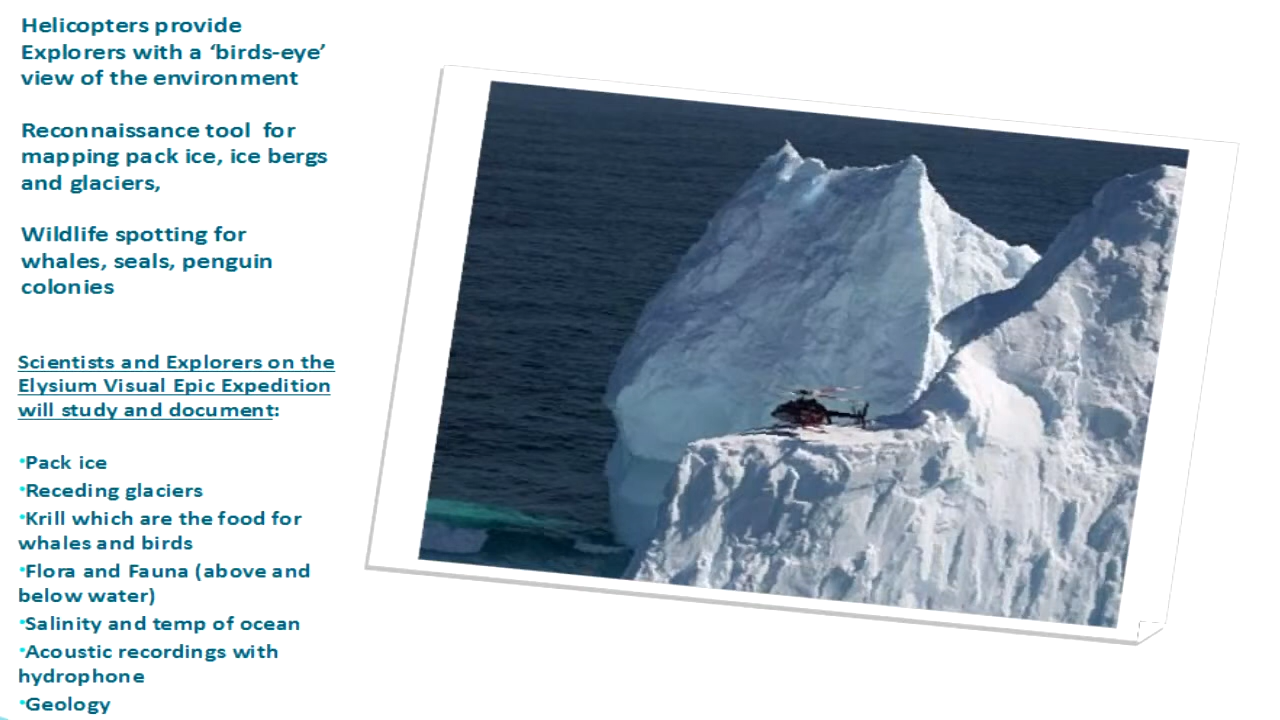 Helicopters provide
Explorers with a ‘birds-eye’
view of the environment
Reconnaissance tool  for
mapping pack ice, ice bergs
and glaciers,
Wildlife spotting for
whales, seals, penguin
colonies
Scientists and Explorers on the
Elysium Visual Epic Expedition
will study and document:
•Pack ice
•Receding glaciers
•Krill which are the food for
whales and birds
•Flora and Fauna (above and
below water)
•Salinity and temp of ocean
•Acoustic recordings with
hydrophone
•Geology